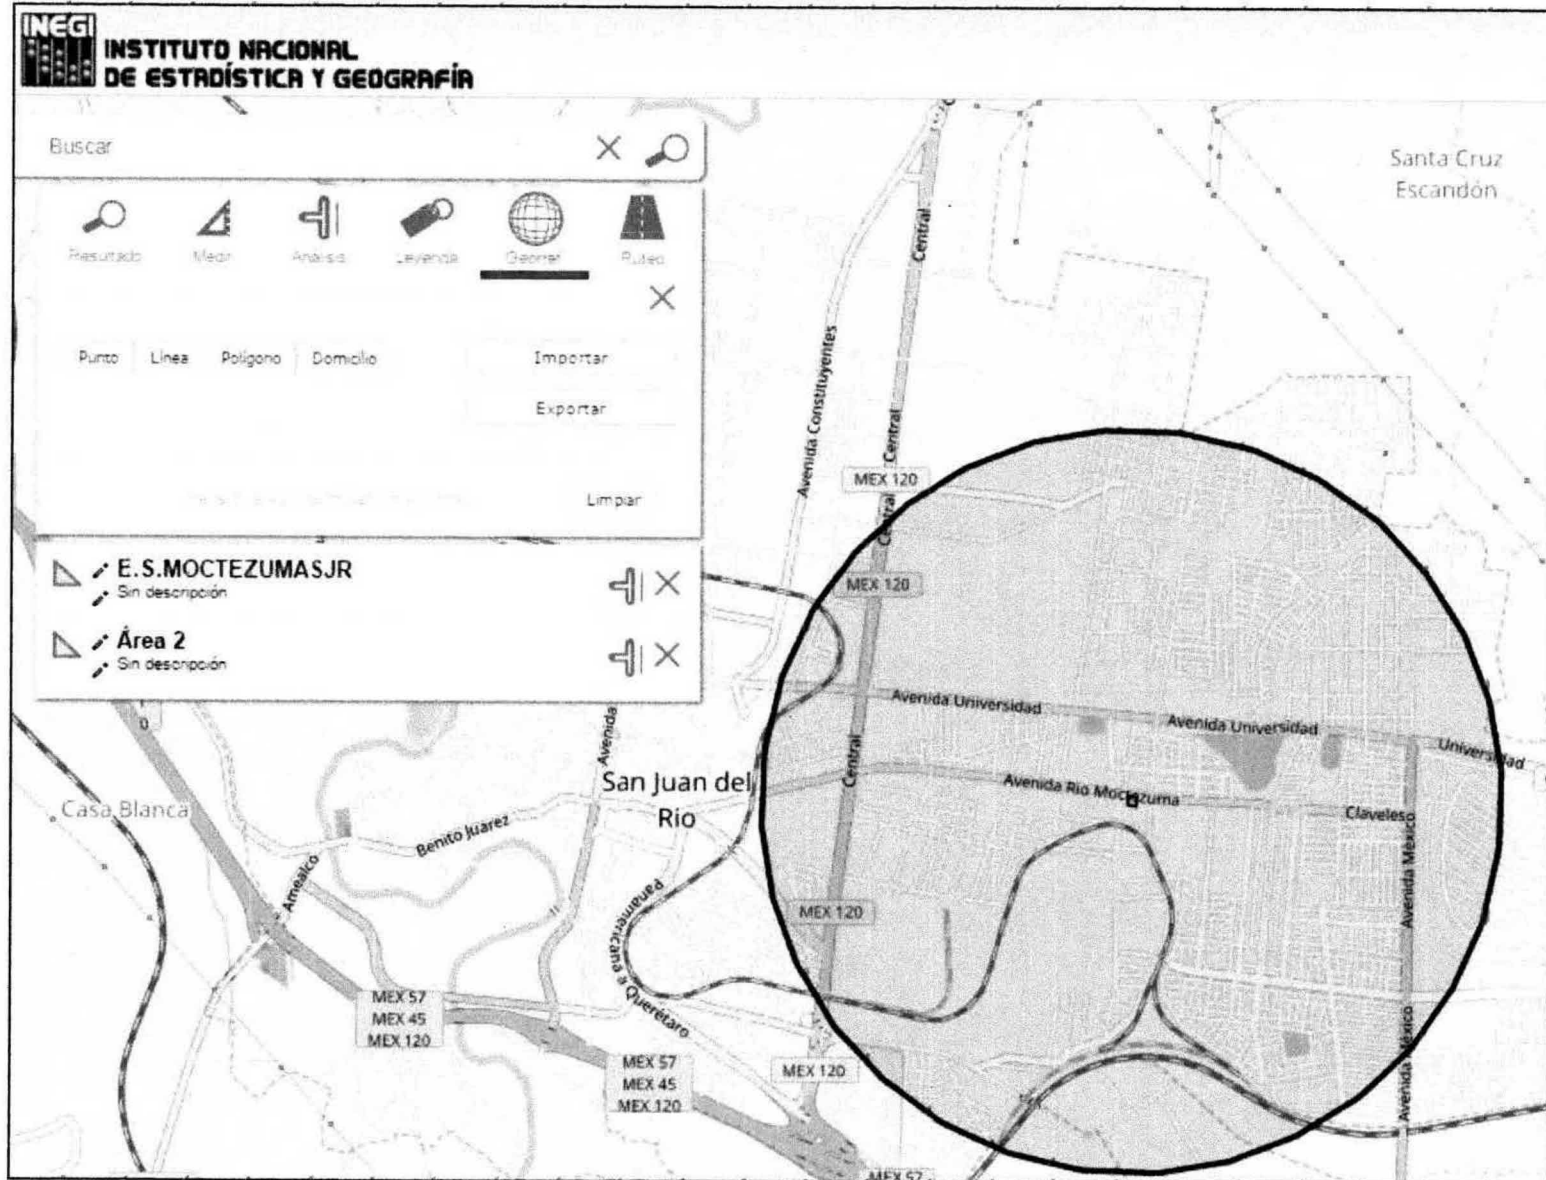 INEGI
INSTITUTO NACIONAL
DE ESTADÍSTICA Y GEOGRAFÍA
Buscar
Resultado Medir Análisis Leyenda Georref Ruteo
Punto Línea Polígono Domicilio Importar
Exportar
Limpiar
E.S.MOCTEZUMASJR
Sin descripción
Área 2
Sin descripción
0
Santa Cruz
Escandón
Central
Avenida Constituyentes
Central
MEX 120
Central
MEX 120
Avenida Universidad
Avenida Universidad
Universidad
Avenida
Central
San Juan del
Rio
Avenida Rio Moctezuma
Claveles
Casa Blanca
Benito Juarez
Amealco
Avenida México
Panamericana a Querétaro
MEX 120
MEX 57
MEX 45
MEX 120
MEX 57
MEX 45
MEX 120
MEX 120
Avenida México
MEX 57